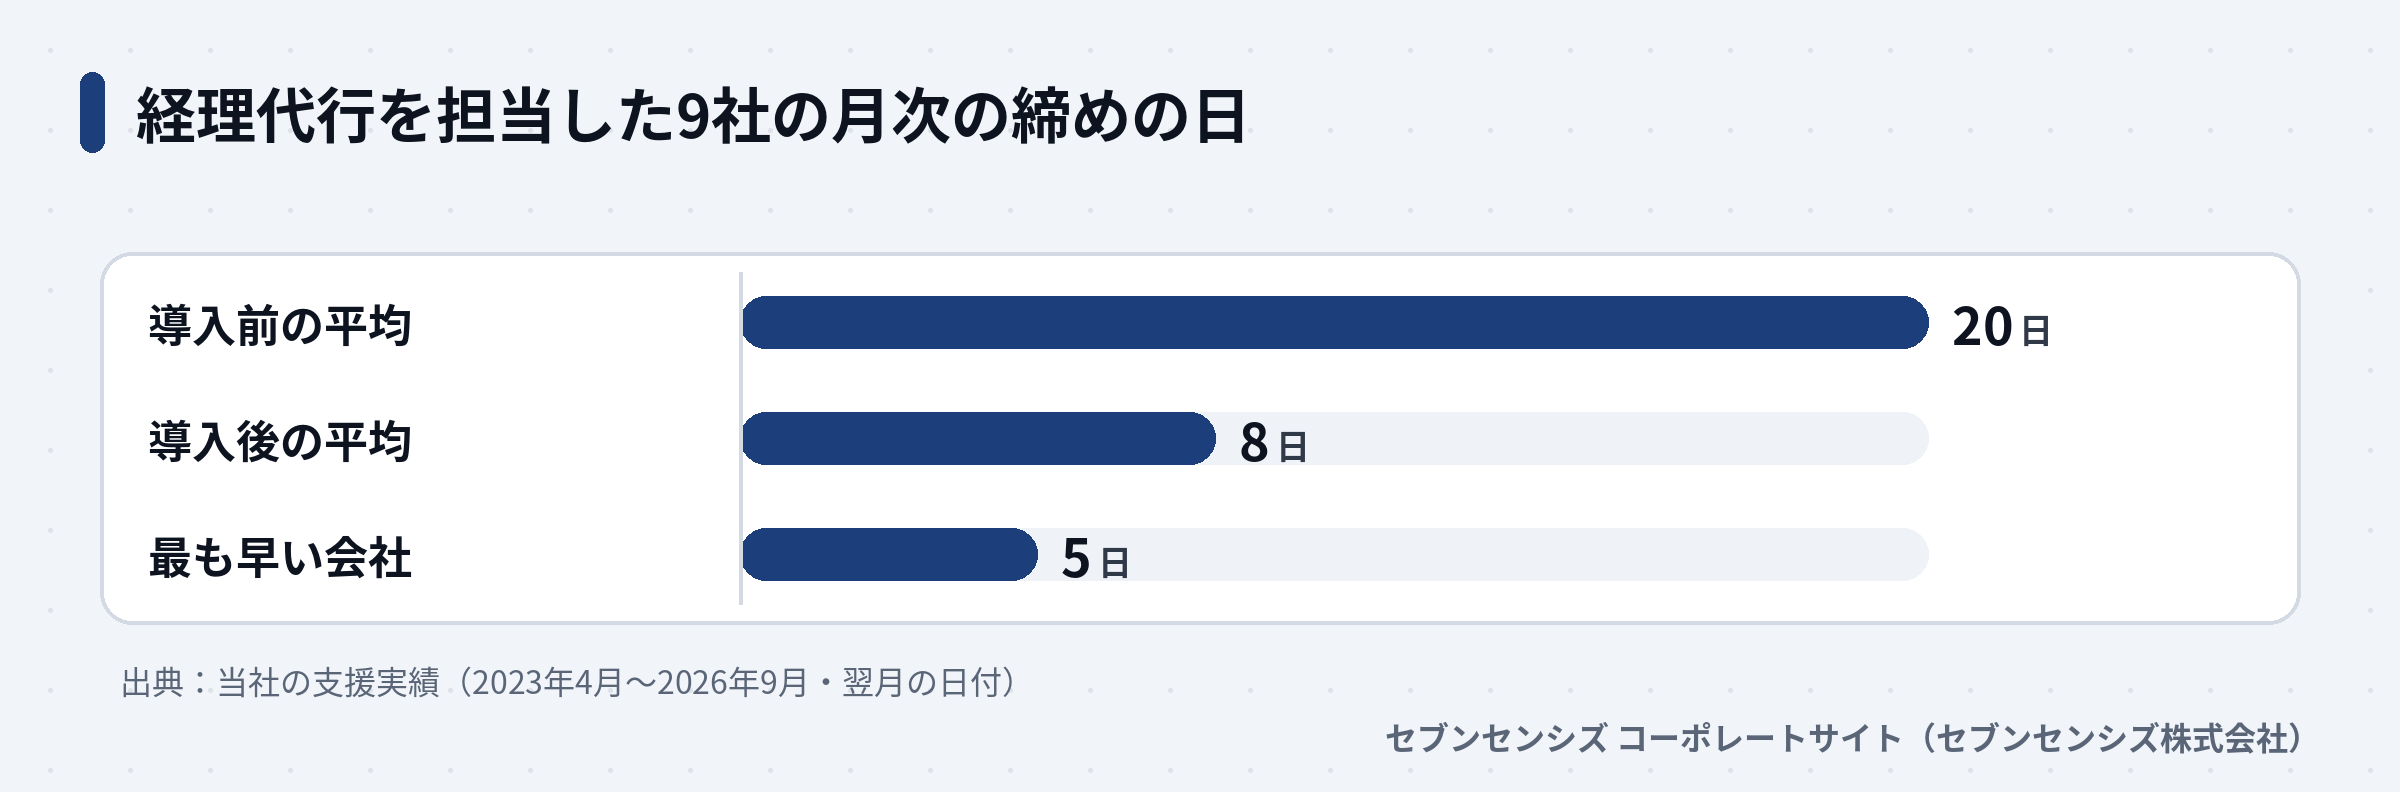 経理代行を担当した9社の月次の締めの日
導入前の平均 20日
導入後の平均 8日
最も早い会社 5日
出典：当社の支援実績（2023年4月〜2026年9月・翌月の日付）
セブンセンシズ コーポレートサイト（セブンセンシズ株式会社）